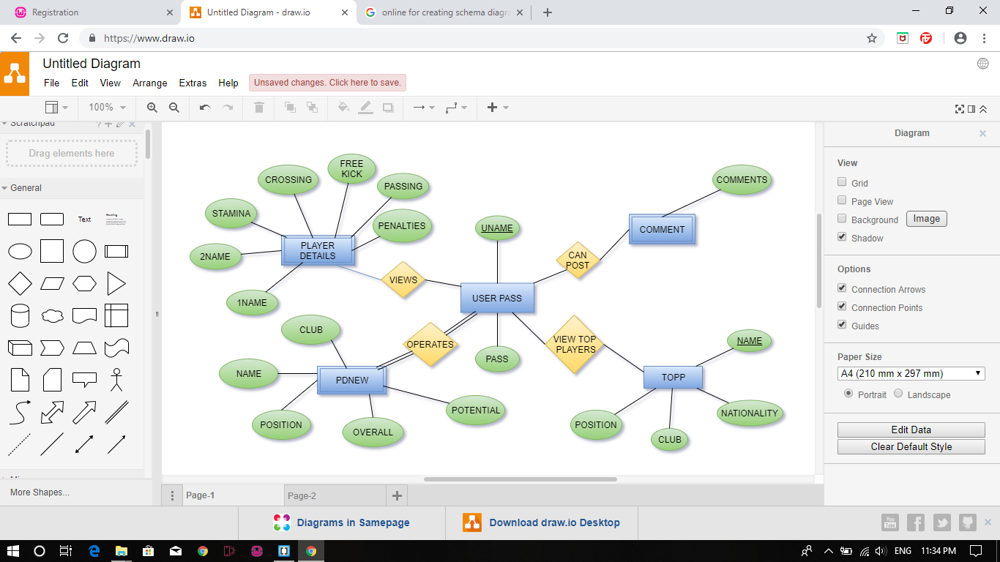 Registration
Untitled Diagram - draw.io
online for creating schema diagra
https://www.draw.io
Untitled Diagram
File Edit View Arrange Extras Help
Unsaved changes. Click here to save.
100%
Scratchpad
Drag elements here
General
Text
Heading
More Shapes...
CROSSING
FREE
KICK
PASSING
STAMINA
PENALTIES
2NAME
PLAYER
DETAILS
1NAME
VIEWS
UNAME
USER PASS
PASS
CAN
POST
COMMENT
COMMENTS
CLUB
OPERATES
NAME
PDNEW
POSITION
OVERALL
POTENTIAL
VIEW TOP
PLAYERS
NAME
TOPP
POSITION
CLUB
NATIONALITY
Diagram
View
Grid
Page View
Background Image
Shadow
Options
Connection Arrows
Connection Points
Guides
Paper Size
A4 (210 mm x 297 mm)
Portrait Landscape
Edit Data
Clear Default Style
Page-1 Page-2
Diagrams in Samepage
Download draw.io Desktop
You
Tube
ENG 11:34 PM